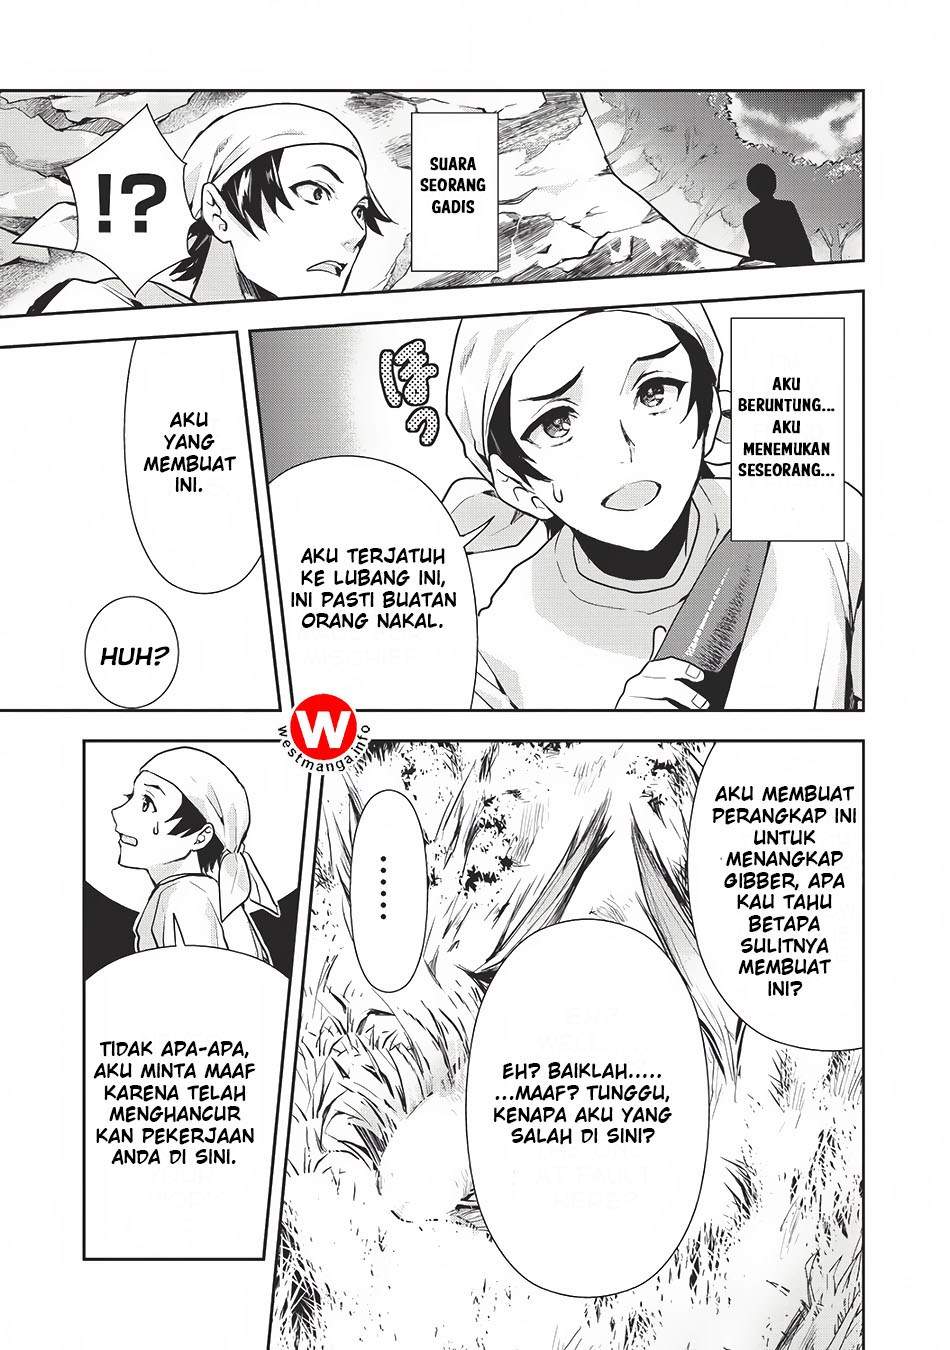 SUARA
SEORANG
GADIS
!?
AKU
BERUNTUNG...
AKU
MENEMUKAN
SESEORANG...
ほっ
AKU TERJATUH
KE LUBANG INI,
INI PASTI BUATAN
ORANG NAKAL.
AKU
YANG
MEMBUAT
INI.
HUH?
W
Westmanga.info
AKU MEMBUAT
PERANGKAP INI
UNTUK
MENANGKAP
GIBBER, APA
KAU TAHU
BETAPA
SULITNYA
MEMBUAT
INI?
EH? BAIKLAH.....
...MAAF? TUNGGU,
KENAPA AKU YANG
SALAH DI SINI?
......
TIDAK APA-APA,
AKU MINTA MAAF
KARENA TELAH
MENGHANCUR
KAN PEKERJAAN
ANDA DI SINI.